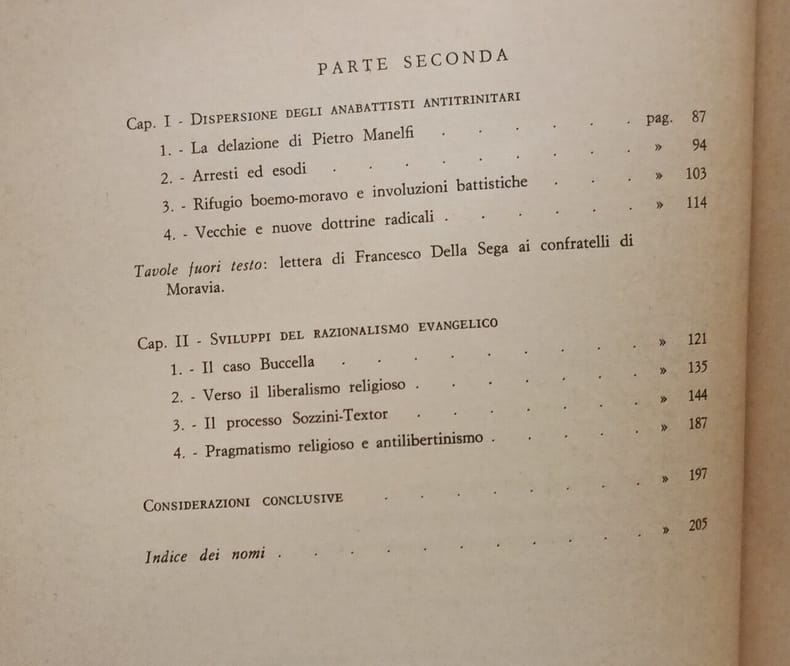 PARTE SECONDA
Cap. I - DISPERSIONE DEGLI ANABATTISTI ANTITRINITARI
1. - La delazione di Pietro Manelfi . . . . . . pag. 87
2. - Arresti ed esodi . . . . . . . . » 94
3. - Rifugio boemo-moravo e involuzioni battistiche . . . » 103
4. - Vecchie e nuove dottrine radicali . . . . . . » 114
Tavole fuori testo: lettera di Francesco Della Sega ai confratelli di
Moravia.
Cap. II - SVILUPPI DEL RAZIONALISMO EVANGELICO
1. - Il caso Buccella . . . . . . . . . » 121
2. - Verso il liberalismo religioso . . . . . . . » 135
3. - Il processo Sozzini-Textor . . . . . . . » 144
4. - Pragmatismo religioso e antilibertinismo . . . . . » 187
CONSIDERAZIONI CONCLUSIVE . . . . . . . . » 197
Indice dei nomi . . . . . . . . . . . » 205